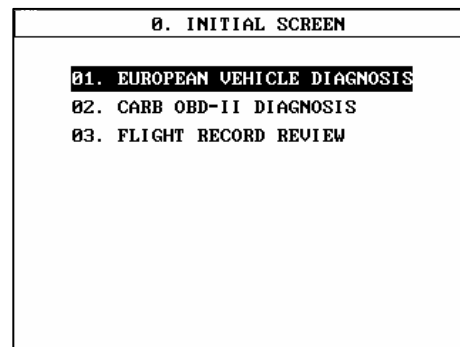 0. INITIAL SCREEN
01. EUROPEAN VEHICLE DIAGNOSIS
02. CARB OBD-II DIAGNOSIS
03. FLIGHT RECORD REVIEW